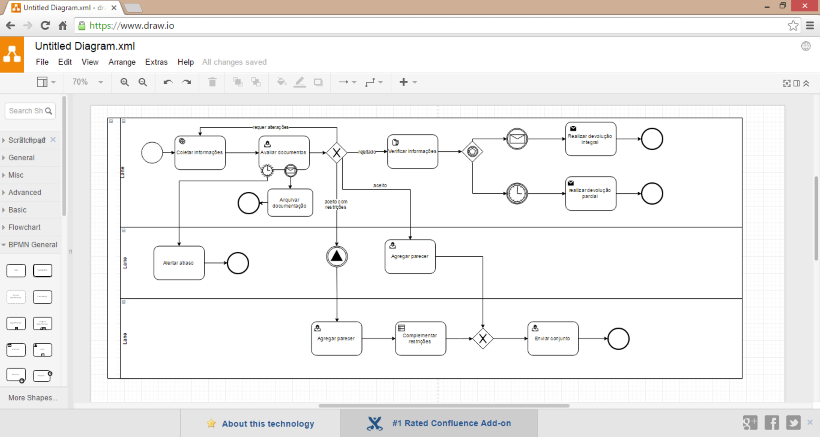 Untitled Diagram.xml - dra
https://www.draw.io
Untitled Diagram.xml
File Edit View Arrange Extras Help All changes saved
70%
Search Sh
Scratchpad
General
Misc
Advanced
Basic
Flowchart
BPMN General
More Shapes...
Lane
requer alterações
Coletar informações
Avaliar documentos
rejeitado
Verificar informações
Realizar devolução
integral
aceito
Arquivar
documentação
aceito com
restrições
realizar devolução
parcial
Lane
Alertar atraso
Agregar parecer
Lane
Agregar parecer
Complementar
restrições
Enviar conjunto
About this technology
#1 Rated Confluence Add-on